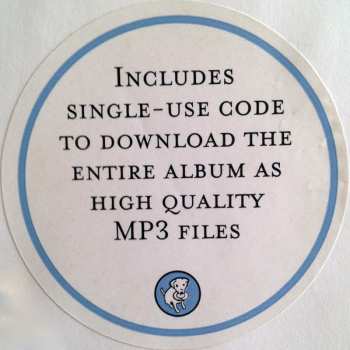 Includes
single-use code
to download the
entire album as
high quality
MP3 files